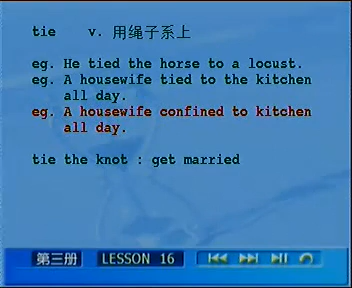 tie v. 用绳子系上
eg. He tied the horse to a locust.
eg. A housewife tied to the kitchen
all day.
eg. A housewife confined to kitchen
all day.
tie the knot : get married
第三册 LESSON 16